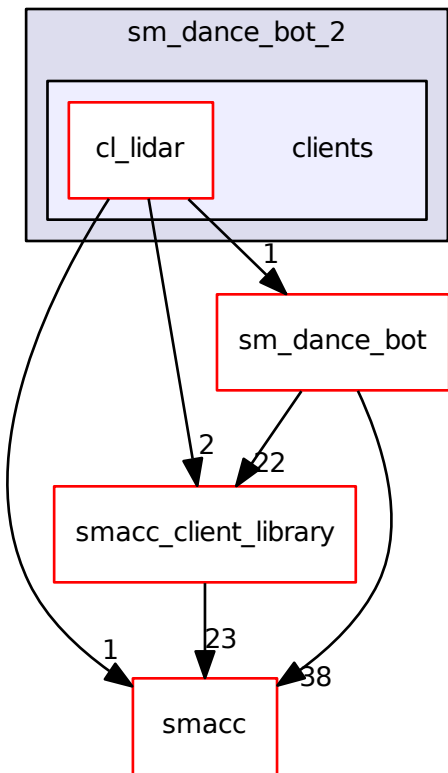 sm_dance_bot_2
cl_lidar
clients
1
sm_dance_bot
2
22
smacc_client_library
23
1
38
smacc